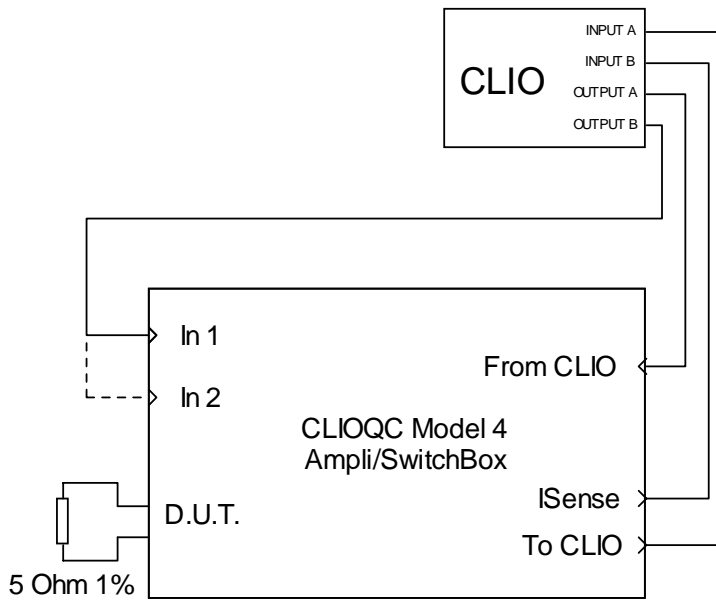 INPUT A
INPUT B
CLIO
OUTPUT A
OUTPUT B
In 1
From CLIO
In 2
CLIOQC Model 4
Ampli/SwitchBox
ISense
D.U.T.
To CLIO
5 Ohm 1%